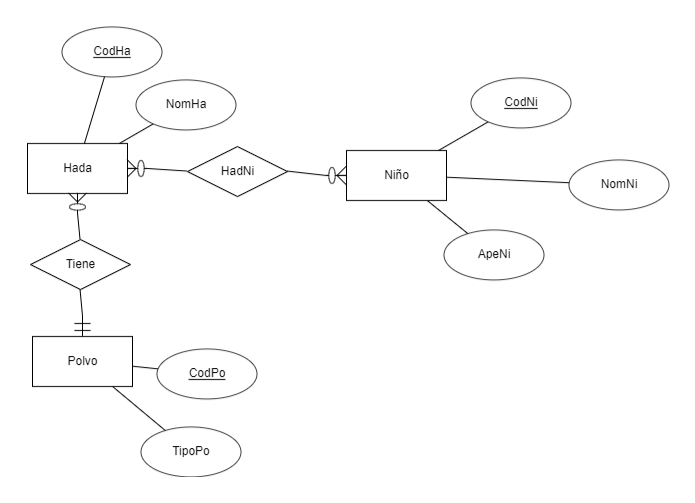 CodHa
NomHa
CodNi
Hada
HadNi
Niño
NomNi
ApeNi
Tiene
Polvo
CodPo
TipoPo